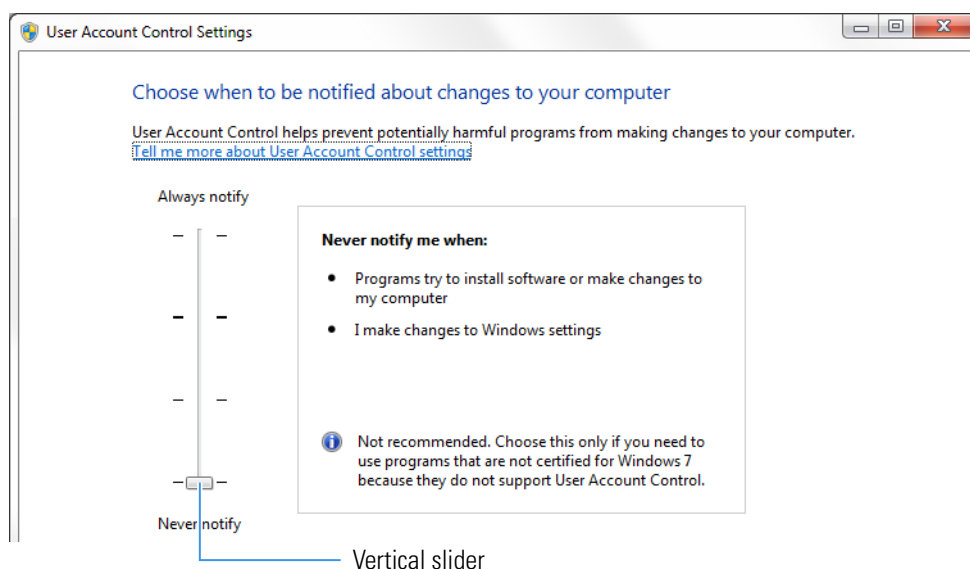 User Account Control Settings
Choose when to be notified about changes to your computer
User Account Control helps prevent potentially harmful programs from making changes to your computer.
Tell me more about User Account Control settings
Always notify
Never notify me when:
• Programs try to install software or make changes to
my computer
• I make changes to Windows settings
Not recommended. Choose this only if you need to
use programs that are not certified for Windows 7
because they do not support User Account Control.
Never notify
Vertical slider